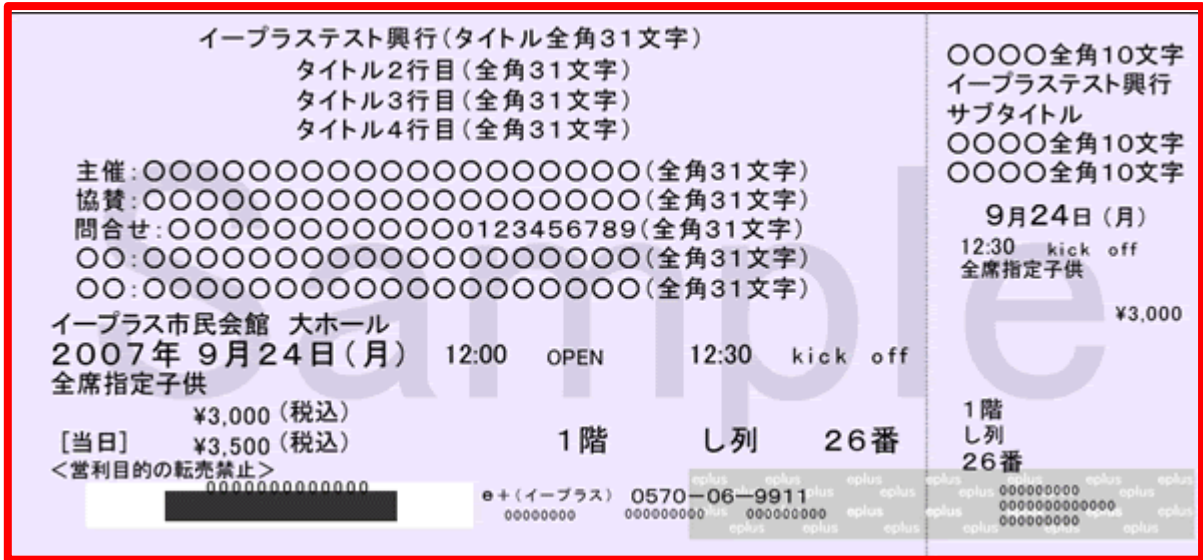 イープラステスト興行(タイトル全角31文字)
タイトル2行目(全角31文字)
タイトル3行目(全角31文字)
タイトル4行目(全角31文字)
主催:○○○○○○○○○○○○○○○○○○○(全角31文字)
協賛:○○○○○○○○○○○○○○○○○○○(全角31文字)
問合せ:○○○○○○○○○○○0123456789(全角31文字)
○○:○○○○○○○○○○○○○○○○○○○(全角31文字)
○○:○○○○○○○○○○○○○○○○○○○(全角31文字)
イープラス市民会館 大ホール
2007年 9月24日(月) 12:00 OPEN 12:30 kick off
全席指定子供
¥3,000(税込)
[当日] ¥3,500(税込)
1階 し列 26番
<営利目的の転売禁止>
0000000000000
e+(イープラス) 0570-06-9911
00000000 000000000 000000000
○○○○全角10文字
イープラステスト興行
サブタイトル
○○○○全角10文字
○○○○全角10文字
9月24日(月)
12:30 kick off
全席指定子供
¥3,000
1階
し列
26番
000000000
0000000000000
000000000
Sample
eplus eplus eplus eplus eplus